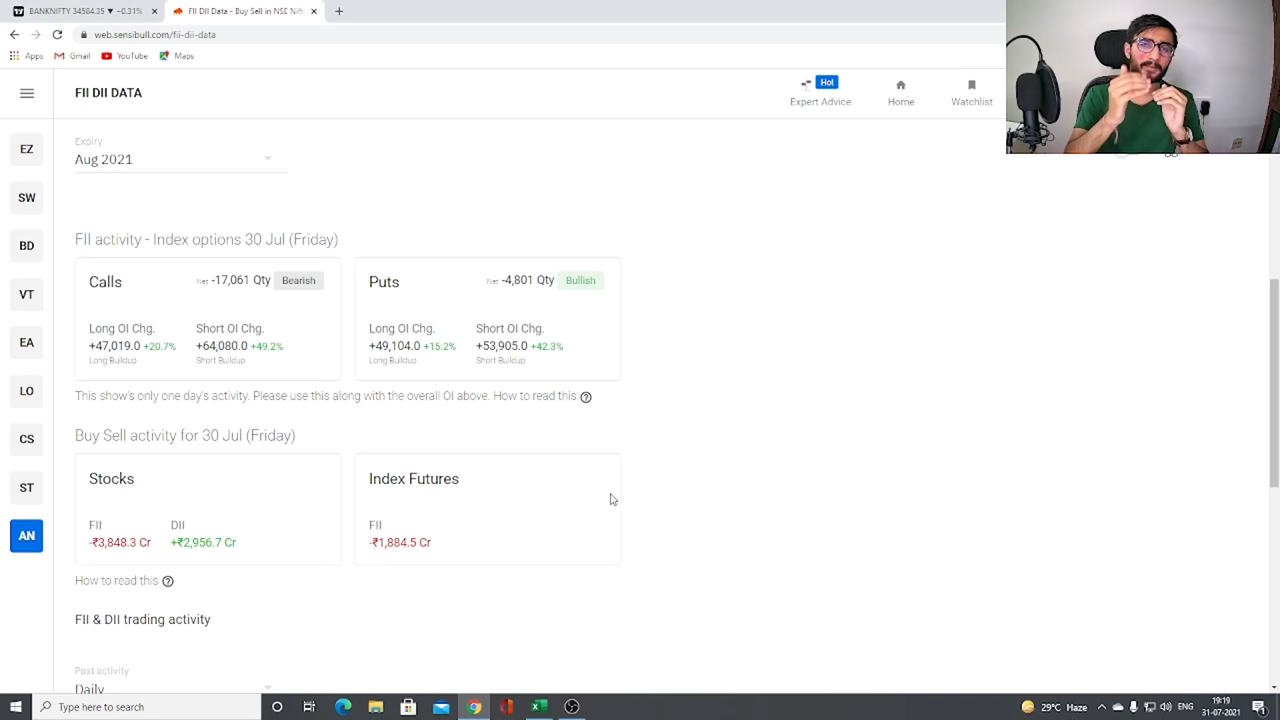 BANKNIFTY 34584.35 ▼ −0.31%
FII DII Data - Buy Sell in NSE Nift
web.sensibull.com/fii-dii-data
Apps Gmail YouTube Maps
FII DII DATA
Hot
Expert Advice Home Watchlist
EZ
SW
BD
VT
EA
LO
CS
ST
AN
Expiry
Aug 2021
FII activity - Index options 30 Jul (Friday)
Calls Net -17,061 Qty Bearish
Long OI Chg. Short OI Chg.
+47,019.0 +20.7% +64,080.0 +49.2%
Long Buildup Short Buildup
Puts Net -4,801 Qty Bullish
Long OI Chg. Short OI Chg.
+49,104.0 +15.2% +53,905.0 +42.3%
Long Buildup Short Buildup
This show's only one day's activity. Please use this along with the overall OI above. How to read this
Buy Sell activity for 30 Jul (Friday)
Stocks
FII DII
-₹3,848.3 Cr +₹2,956.7 Cr
Index Futures
FII
-₹1,884.5 Cr
How to read this
FII & DII trading activity
Past activity
Daily
Type here to search
29°C Haze
ENG
19:19
31-07-2021
1